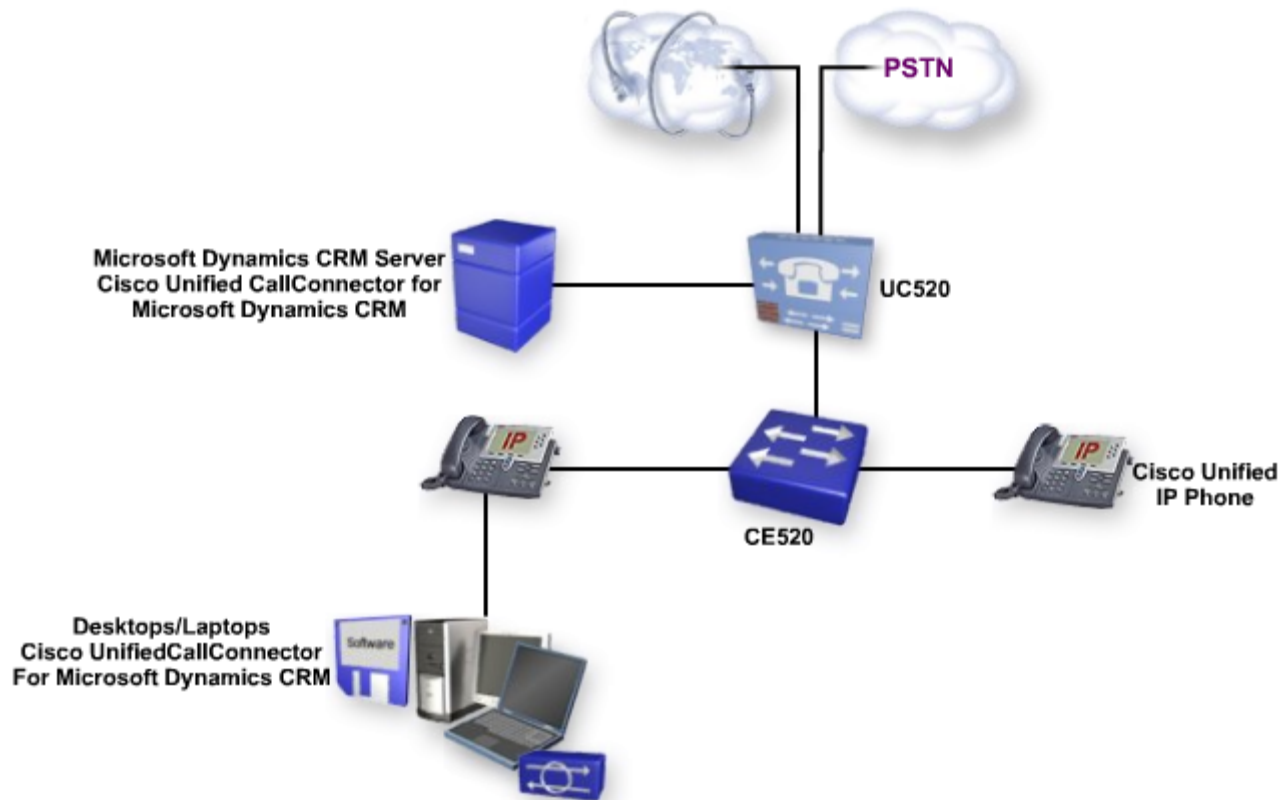 PSTN
Microsoft Dynamics CRM Server
Cisco Unified CallConnector for
Microsoft Dynamics CRM
UC520
IP
IP
Cisco Unified
IP Phone
CE520
Desktops/Laptops
Cisco UnifiedCallConnector
For Microsoft Dynamics CRM
Software